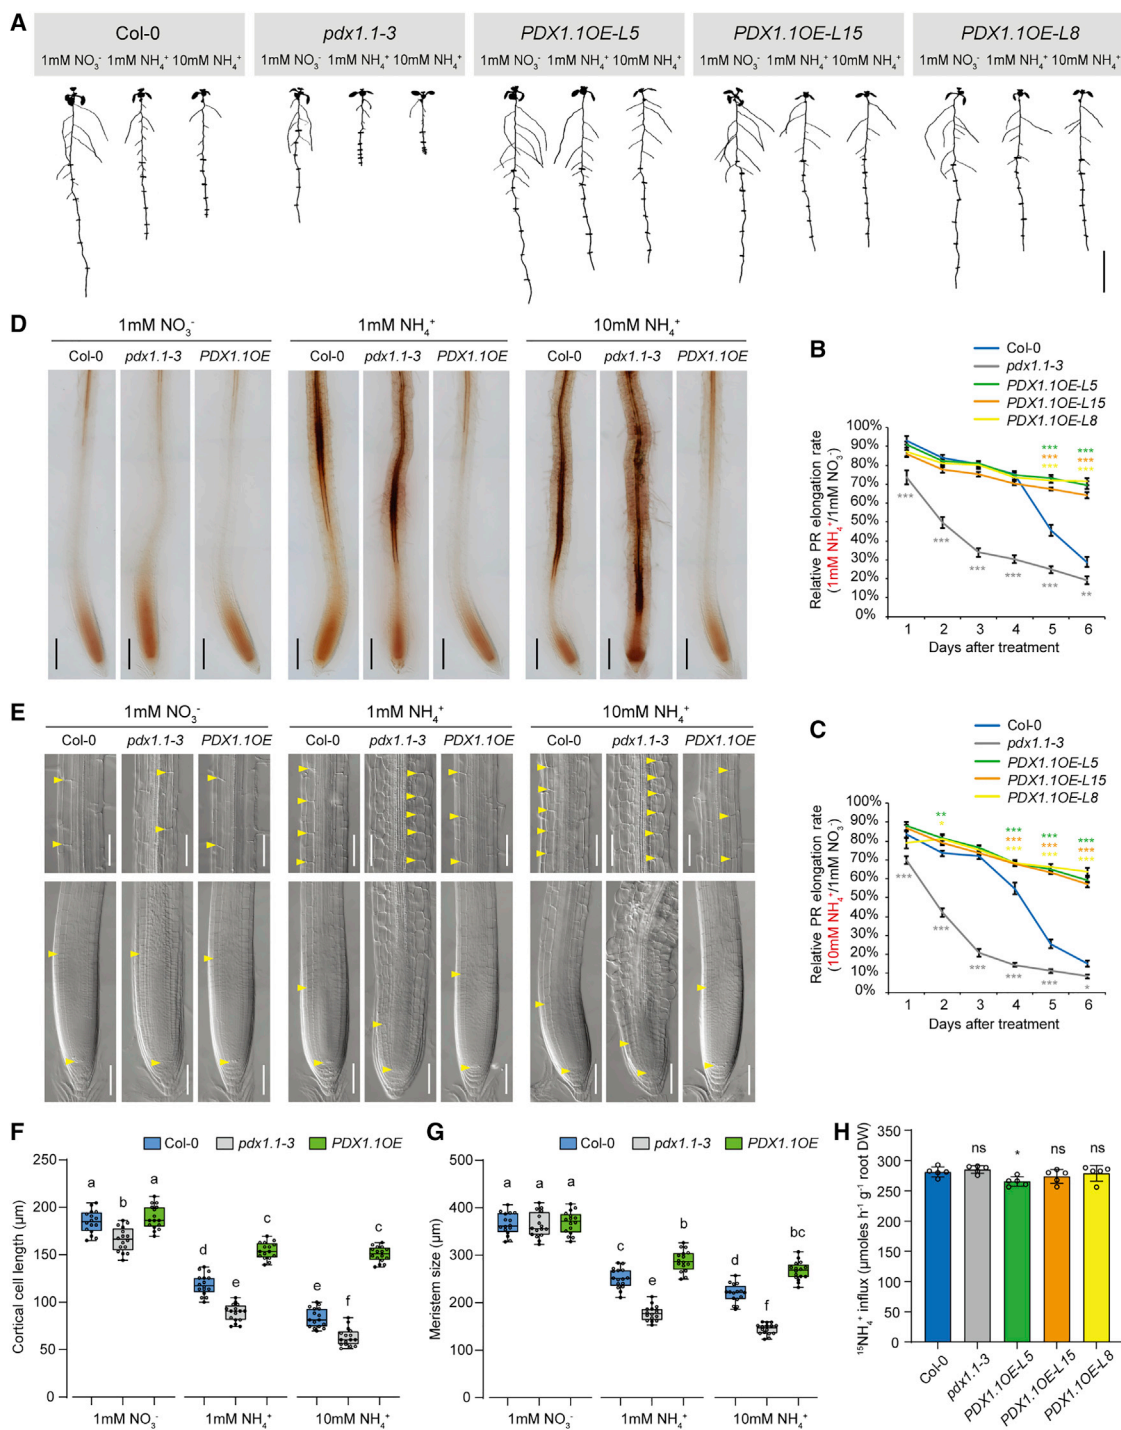 A
Col-0
1mM NO₃⁻ 1mM NH₄⁺ 10mM NH₄⁺
pdx1.1-3
1mM NO₃⁻ 1mM NH₄⁺ 10mM NH₄⁺
PDX1.1OE-L5
1mM NO₃⁻ 1mM NH₄⁺ 10mM NH₄⁺
PDX1.1OE-L15
1mM NO₃⁻ 1mM NH₄⁺ 10mM NH₄⁺
PDX1.1OE-L8
1mM NO₃⁻ 1mM NH₄⁺ 10mM NH₄⁺
D
1mM NO₃⁻
Col-0 pdx1.1-3 PDX1.1OE
1mM NH₄⁺
Col-0 pdx1.1-3 PDX1.1OE
10mM NH₄⁺
Col-0 pdx1.1-3 PDX1.1OE
B
Col-0
pdx1.1-3
PDX1.1OE-L5
PDX1.1OE-L15
PDX1.1OE-L8
Relative PR elongation rate
(1mM NH₄⁺/1mM NO₃⁻)
100%
90%
80%
70%
60%
50%
40%
30%
20%
10%
0%
*** ***
*** ***
*** ***
*** *** *** *** *** **
1 2 3 4 5 6
Days after treatment
E
1mM NO₃⁻
Col-0 pdx1.1-3 PDX1.1OE
1mM NH₄⁺
Col-0 pdx1.1-3 PDX1.1OE
10mM NH₄⁺
Col-0 pdx1.1-3 PDX1.1OE
C
Col-0
pdx1.1-3
PDX1.1OE-L5
PDX1.1OE-L15
PDX1.1OE-L8
Relative PR elongation rate
(10mM NH₄⁺/1mM NO₃⁻)
100%
90%
80%
70%
60%
50%
40%
30%
20%
10%
0%
** *** *** ***
*** *** ***
* *** *** ***
*** *** *** *** *** *
1 2 3 4 5 6
Days after treatment
F
Col-0 pdx1.1-3 PDX1.1OE
Cortical cell length (µm)
250
200
150
100
50
0
a b a d e c e f c
1mM NO₃⁻ 1mM NH₄⁺ 10mM NH₄⁺
G
Col-0 pdx1.1-3 PDX1.1OE
Meristem size (µm)
500
400
300
200
100
0
a a a c e b d f bc
1mM NO₃⁻ 1mM NH₄⁺ 10mM NH₄⁺
H
¹⁵NH₄⁺ influx (µmoles h⁻¹ g⁻¹ root DW)
350
300
250
200
150
100
50
0
ns * ns ns
Col-0 pdx1.1-3 PDX1.1OE-L5 PDX1.1OE-L15 PDX1.1OE-L8